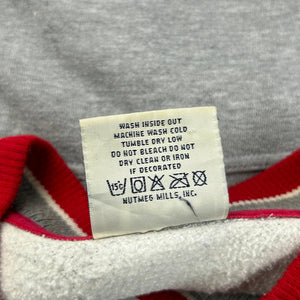 WASH INSIDE OUT
MACHINE WASH COLD
TUMBLE DRY LOW
DO NOT BLEACH DO NOT
DRY CLEAN OR IRON
IF DECORATED
15°C
NUTMEG MILLS, INC.